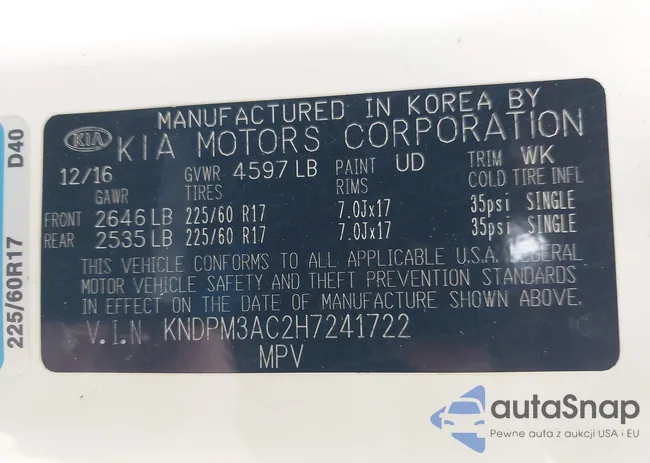 MANUFACTURED IN KOREA BY
KIA KIA MOTORS CORPORATION
12/16 GVWR 4597 LB PAINT UD TRIM WK
GAWR TIRES RIMS COLD TIRE INFL
FRONT 2646 LB 225/60 R17 7.0Jx17 35psi SINGLE
REAR 2535 LB 225/60 R17 7.0Jx17 35psi SINGLE
THIS VEHICLE CONFORMS TO ALL APPLICABLE U.S.A. FEDERAL
MOTOR VEHICLE SAFETY AND THEFT PREVENTION STANDARDS
IN EFFECT ON THE DATE OF MANUFACTURE SHOWN ABOVE.
V.I.N KNDPM3AC2H7241722
MPV
225/60R17 D40
autaSnap
Pewne auta z aukcji USA i EU